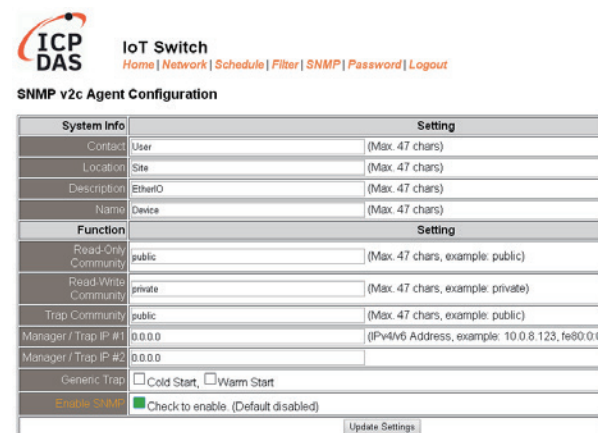 ICP
DAS
IoT Switch
Home | Network | Schedule | Filter | SNMP | Password | Logout
SNMP v2c Agent Configuration
System Info Setting
Contact User (Max. 47 chars)
Location Site (Max. 47 chars)
Description EtherIO (Max. 47 chars)
Name Device (Max. 47 chars)
Function Setting
Read-Only
Community public (Max. 47 chars, example: public)
Read-Write
Community private (Max. 47 chars, example: private)
Trap Community public (Max. 47 chars, example: public)
Manager / Trap IP #1 0.0.0.0 (IPv4/v6 Address, example: 10.0.8.123, fe80:0:
Manager / Trap IP #2 0.0.0.0
Generic Trap Cold Start, Warm Start
Enable SNMP Check to enable. (Default disabled)
Update Settings